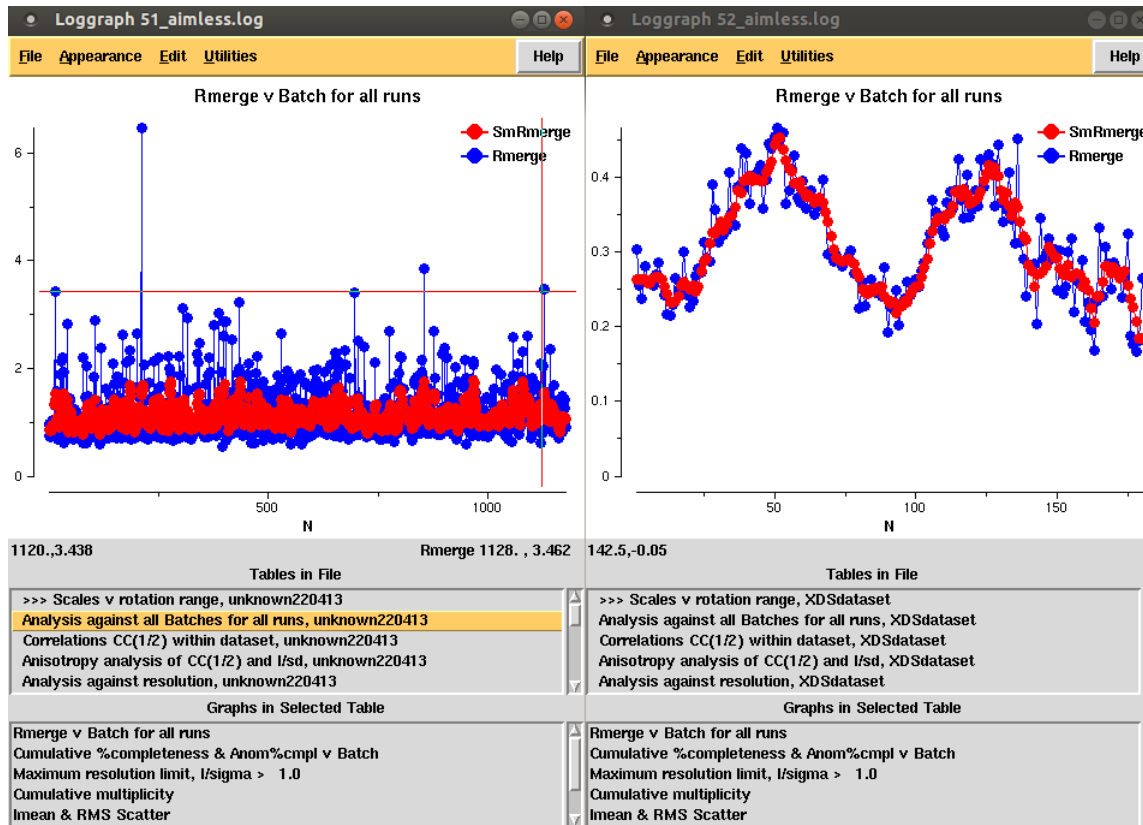 Loggraph 51_aimless.log
File Appearance Edit Utilities Help
Rmerge v Batch for all runs
SmRmerge
Rmerge
6
4
2
0
500 1000
N
1120.,3.438 Rmerge 1128. , 3.462
Tables in File
>>> Scales v rotation range, unknown220413
Analysis against all Batches for all runs, unknown220413
Correlations CC(1/2) within dataset, unknown220413
Anisotropy analysis of CC(1/2) and I/sd, unknown220413
Analysis against resolution, unknown220413
Graphs in Selected Table
Rmerge v Batch for all runs
Cumulative %completeness & Anom%cmpl v Batch
Maximum resolution limit, I/sigma > 1.0
Cumulative multiplicity
Imean & RMS Scatter
Loggraph 52_aimless.log
File Appearance Edit Utilities Help
Rmerge v Batch for all runs
SmRmerge
Rmerge
0.4
0.3
0.2
0.1
0
50 100 150
N
142.5,-0.05
Tables in File
>>> Scales v rotation range, XDSdataset
Analysis against all Batches for all runs, XDSdataset
Correlations CC(1/2) within dataset, XDSdataset
Anisotropy analysis of CC(1/2) and I/sd, XDSdataset
Analysis against resolution, XDSdataset
Graphs in Selected Table
Rmerge v Batch for all runs
Cumulative %completeness & Anom%cmpl v Batch
Maximum resolution limit, I/sigma > 1.0
Cumulative multiplicity
Imean & RMS Scatter